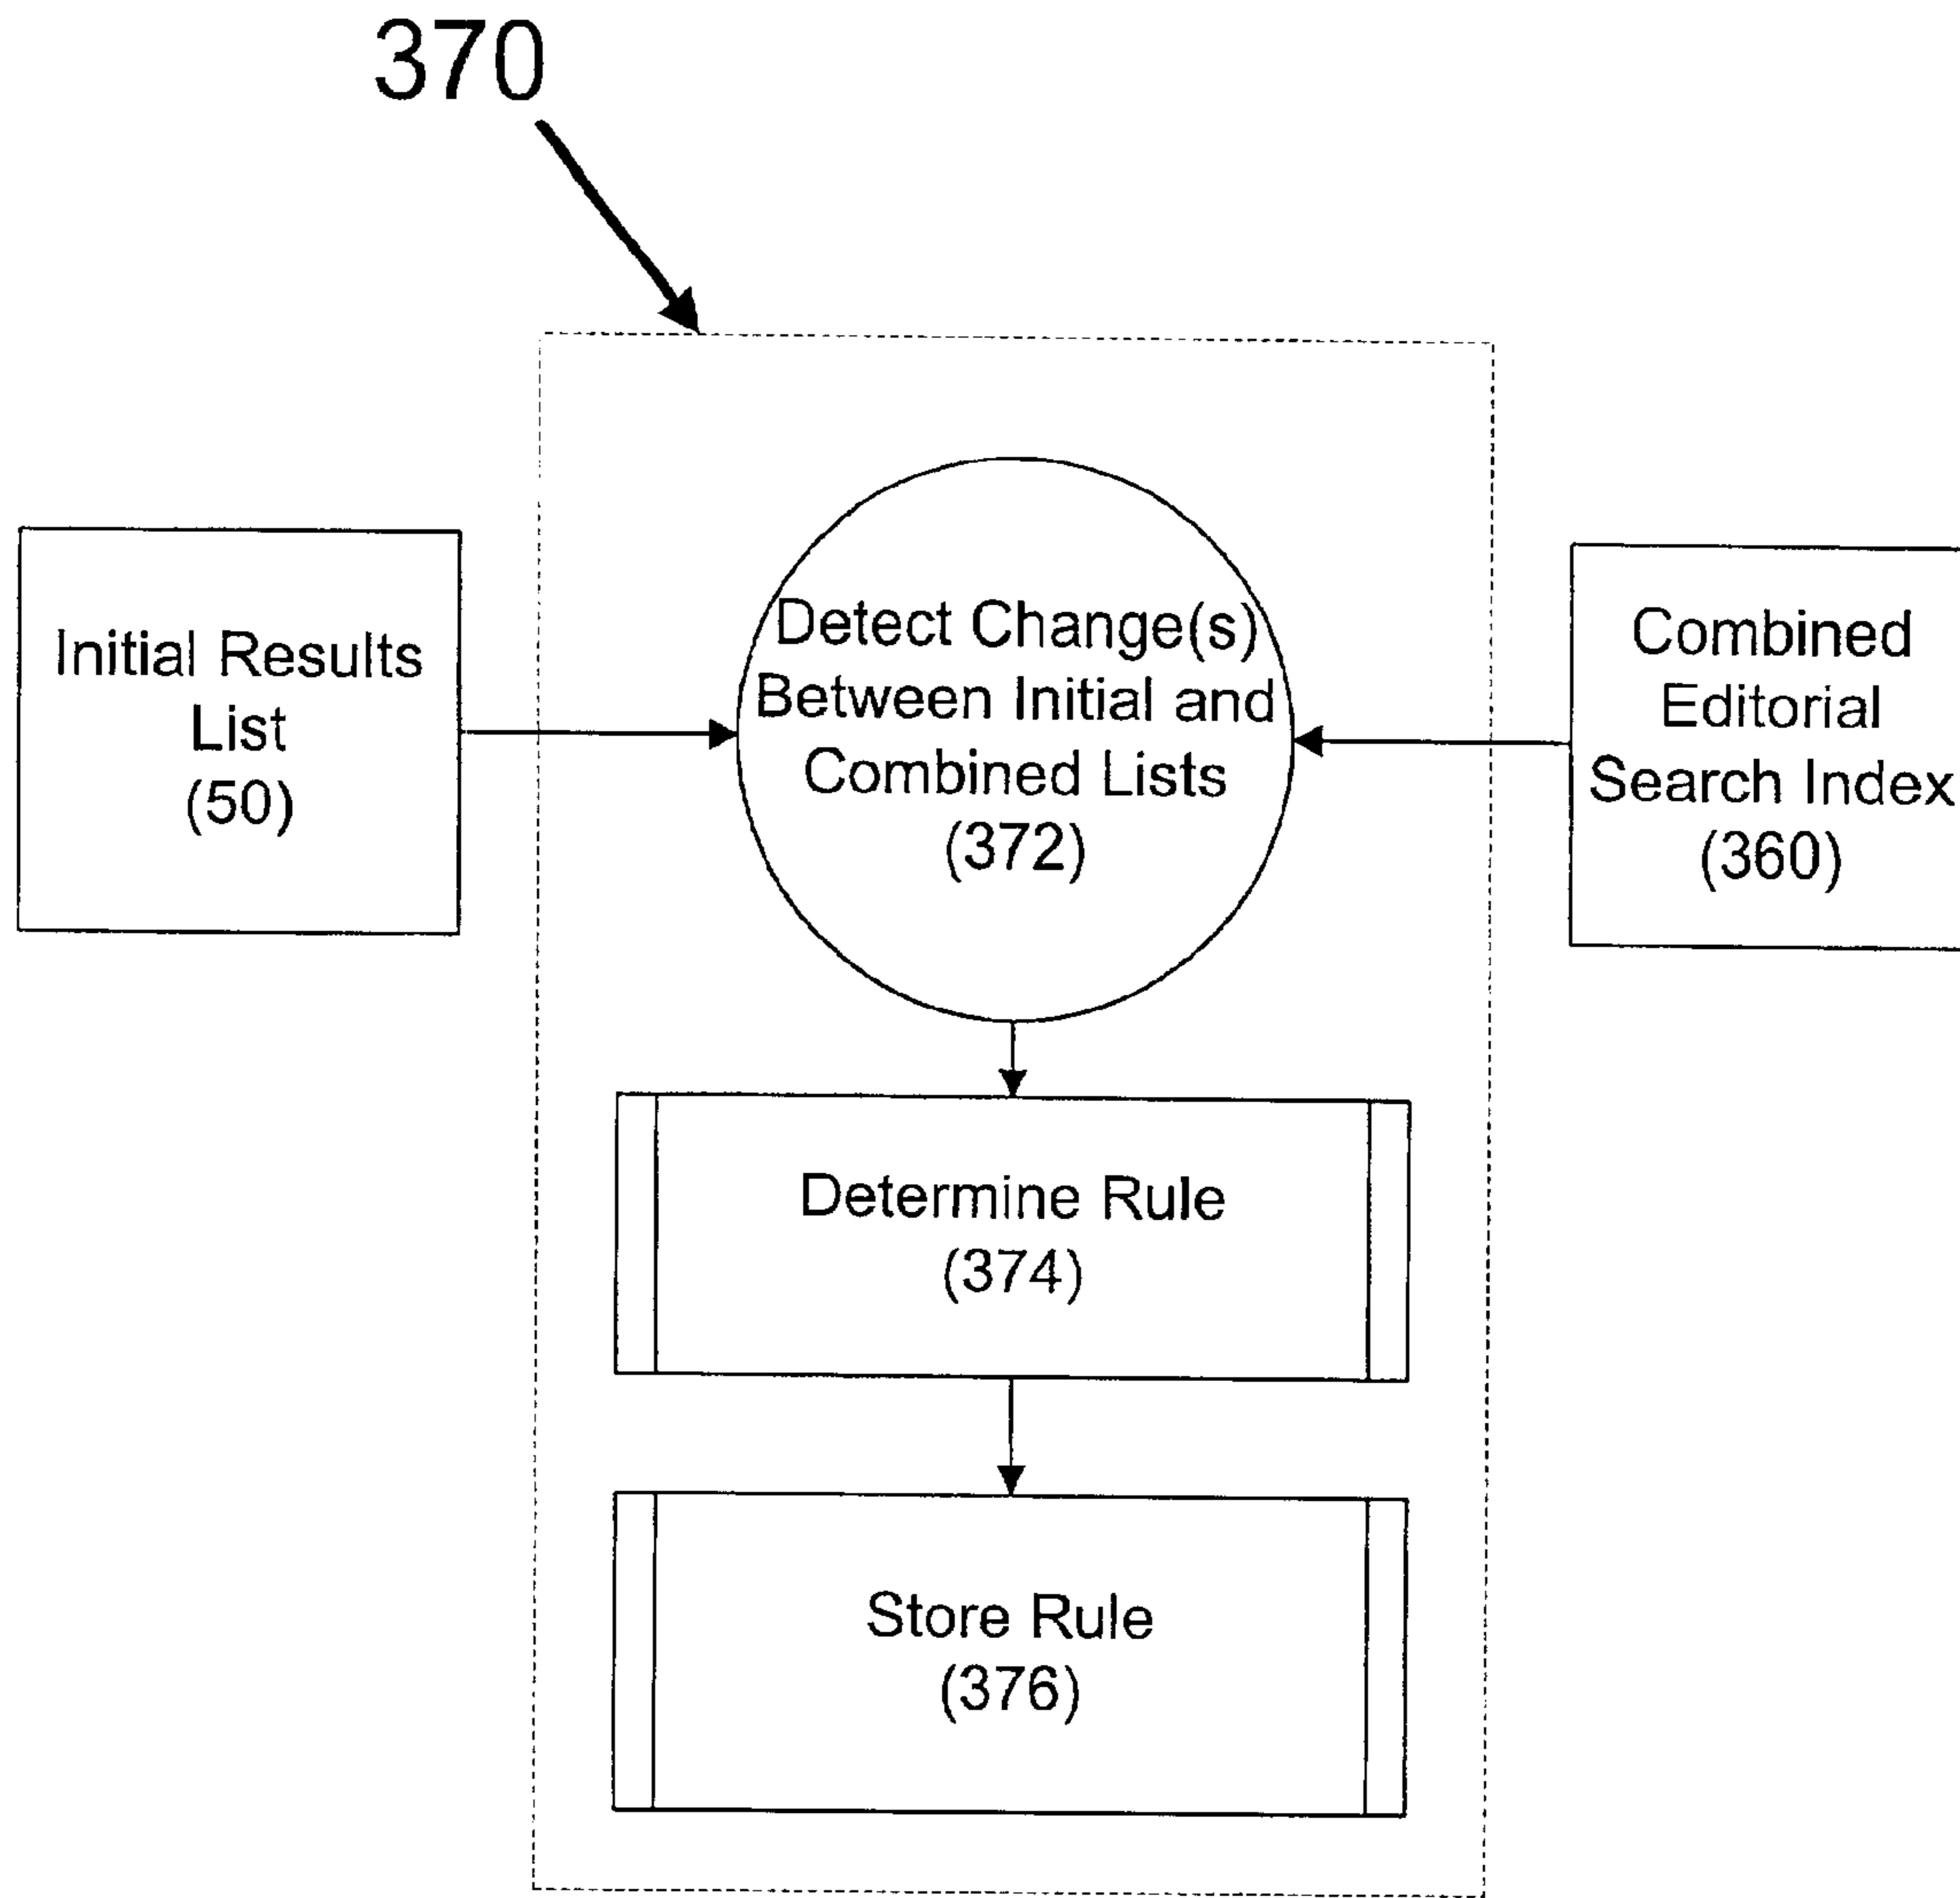 370
Initial Results
List
(50)
Detect Change(s)
Between Initial and
Combined Lists
(372)
Combined
Editorial
Search Index
(360)
Determine Rule
(374)
Store Rule
(376)